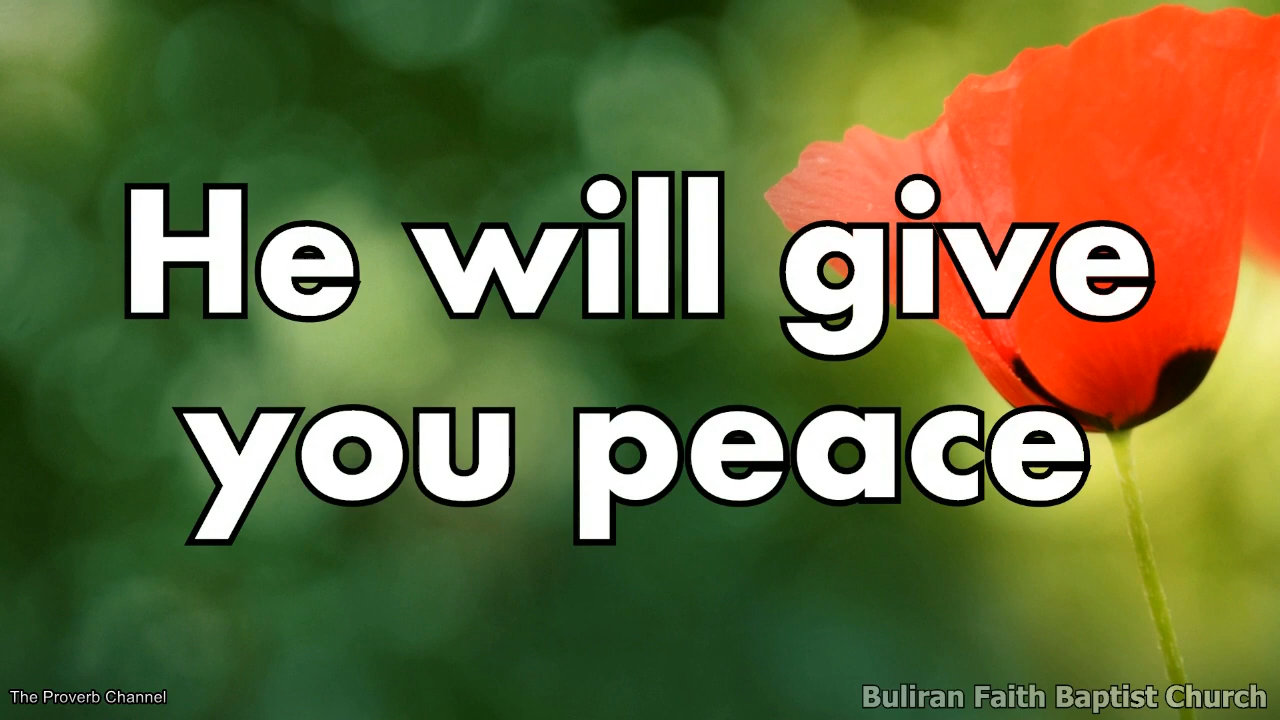 He will give
you peace
The Proverb Channel
Buliran Faith Baptist Church